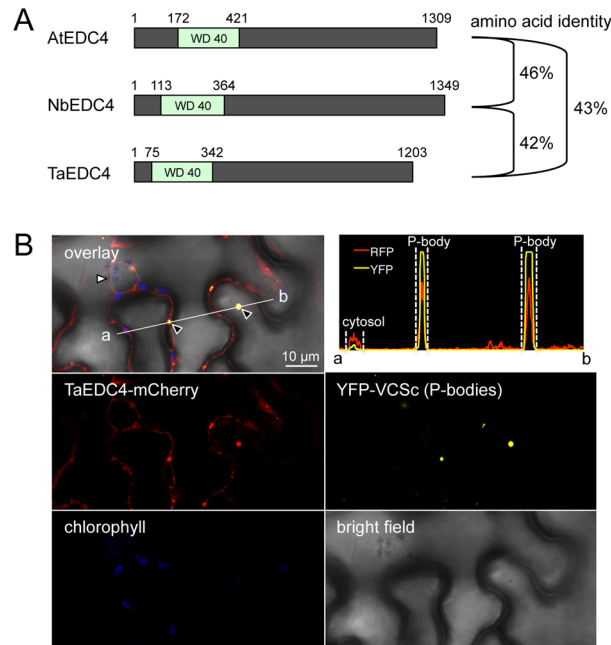 A
1 172 421 1309 amino acid identity
AtEDC4 WD 40
46%
1 113 364 1349
NbEDC4 WD 40
43%
42%
1 75 342 1203
TaEDC4 WD 40
B
overlay
a
b
10 µm
RFP
YFP
P-body P-body
cytosol
a b
TaEDC4-mCherry
YFP-VCSc (P-bodies)
chlorophyll
bright field